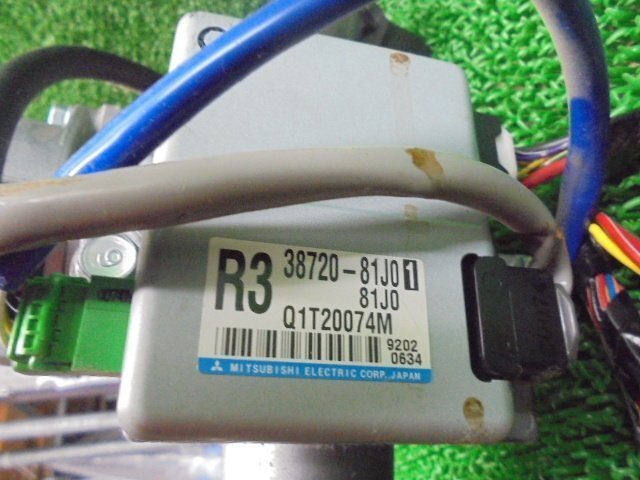 R3 38720-81J0 1
81J0
Q1T20074M
9202
0634
MITSUBISHI ELECTRIC CORP. JAPAN